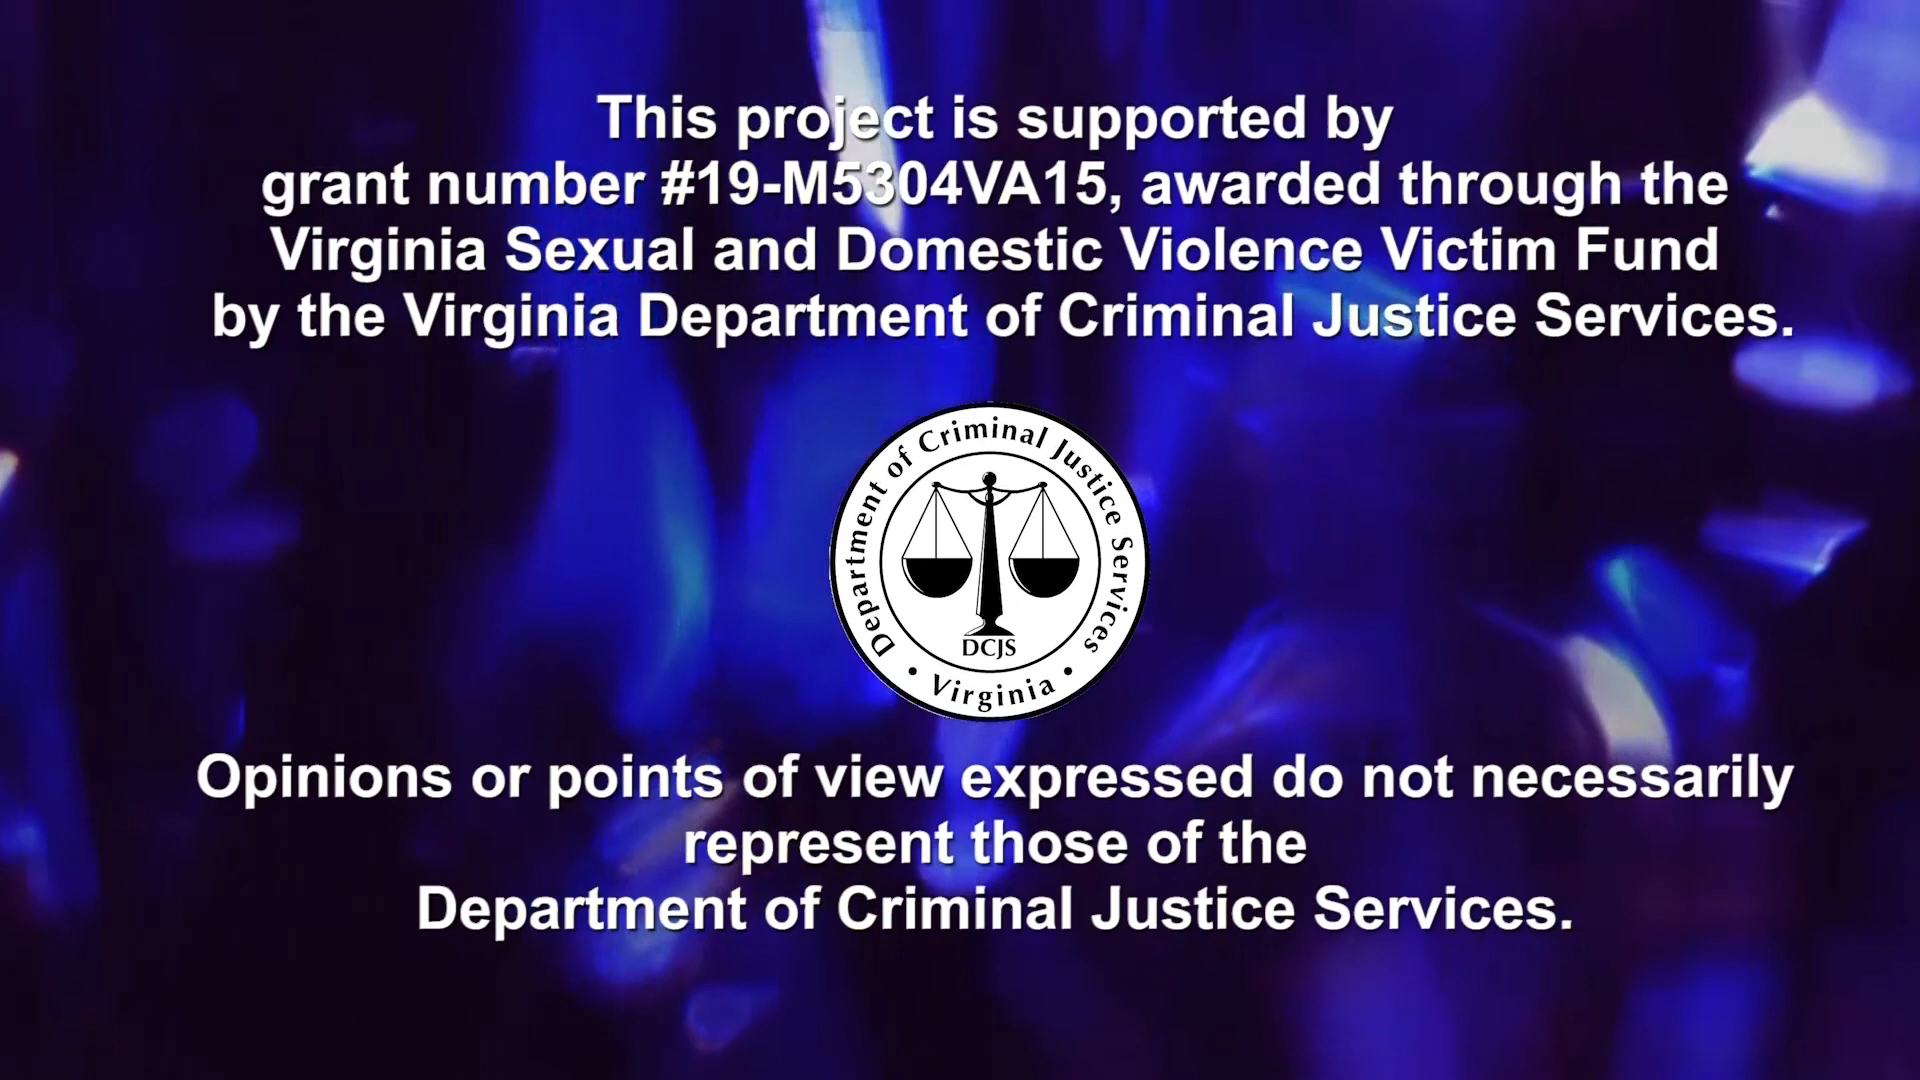 This project is supported by
grant number #19-M5304VA15, awarded through the
Virginia Sexual and Domestic Violence Victim Fund
by the Virginia Department of Criminal Justice Services.
Department of Criminal Justice Services
DCJS
• Virginia •
Opinions or points of view expressed do not necessarily
represent those of the
Department of Criminal Justice Services.